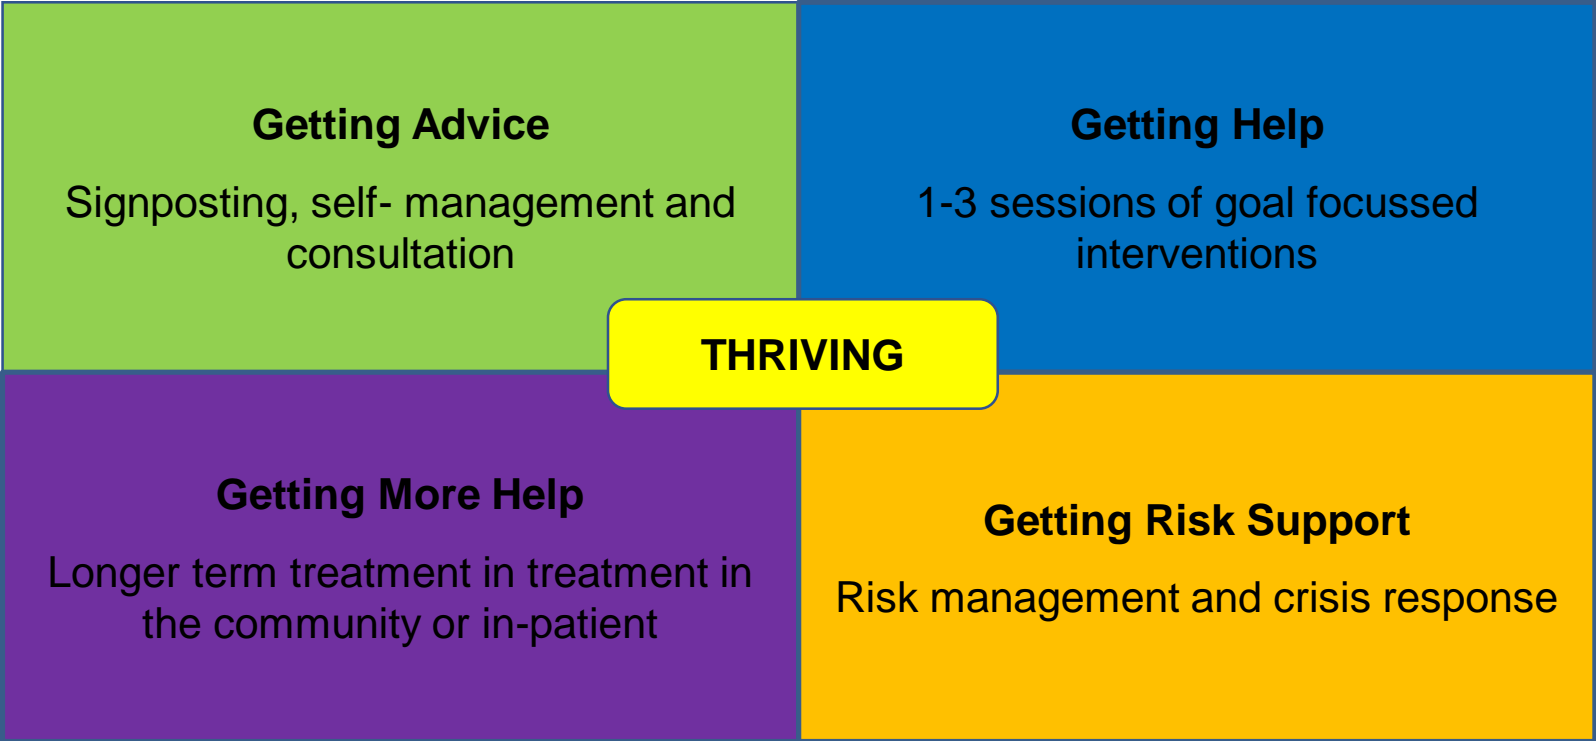 Getting Advice
Signposting, self- management and
consultation
Getting Help
1-3 sessions of goal focussed
interventions
THRIVING
Getting More Help
Longer term treatment in treatment in
the community or in-patient
Getting Risk Support
Risk management and crisis response